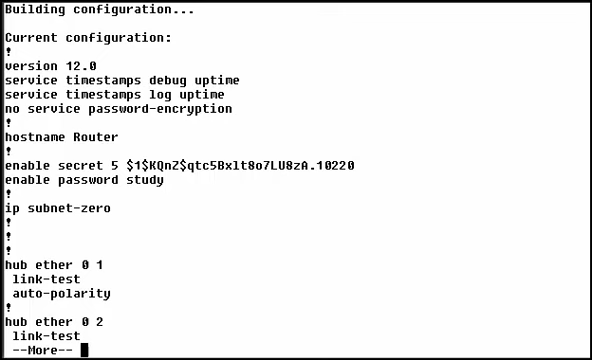 Building configuration...
Current configuration:
!
version 12.0
service timestamps debug uptime
service timestamps log uptime
no service password-encryption
!
hostname Router
!
enable secret 5 $1$KQnZ$qtc5Bxlt8o7LU8zA.10220
enable password study
!
ip subnet-zero
!
!
!
hub ether 0 1
 link-test
 auto-polarity
!
hub ether 0 2
 link-test
 --More--